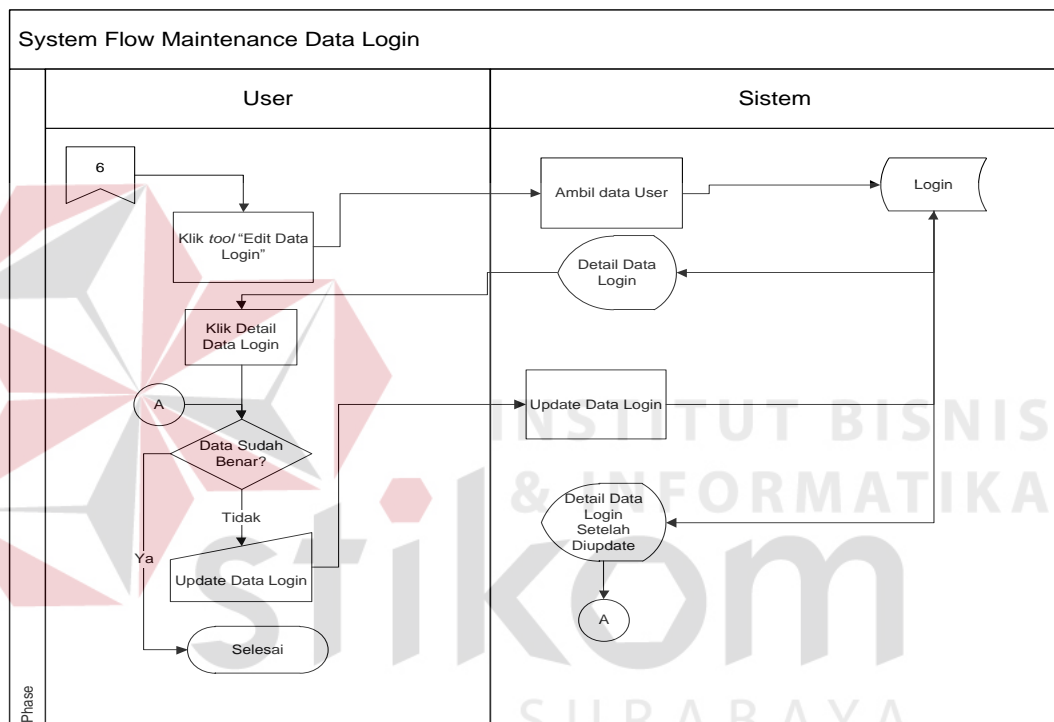 System Flow Maintenance Data Login
User
Sistem
6
Klik tool “Edit Data
Login”
Ambil data User
Login
Detail Data
Login
Klik Detail
Data Login
A
Data Sudah
Benar?
Update Data Login
Tidak
Ya
Update Data Login
Detail Data
Login
Setelah
Diupdate
A
Selesai
Phase
INSTITUT BISNIS
& INFORMATIKA
stikom
SURABAYA